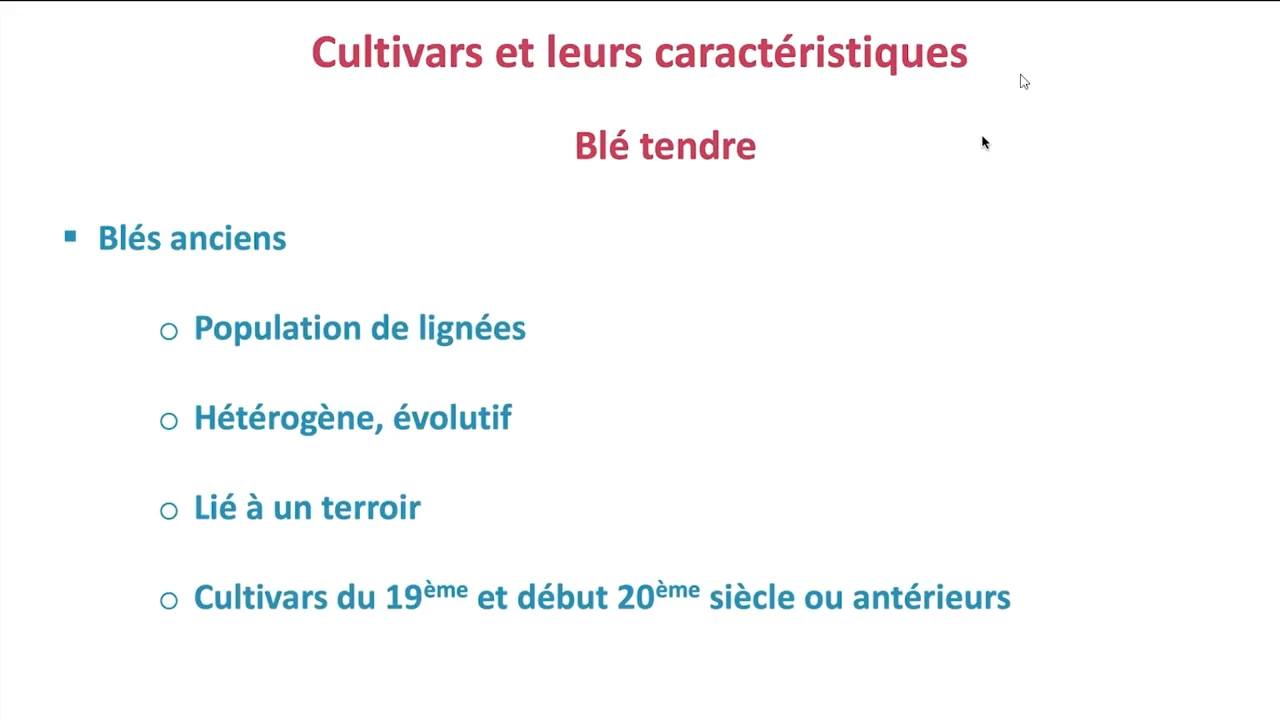 Cultivars et leurs caractéristiques
Blé tendre
▪ Blés anciens
o Population de lignées
o Hétérogène, évolutif
o Lié à un terroir
o Cultivars du 19ème et début 20ème siècle ou antérieurs